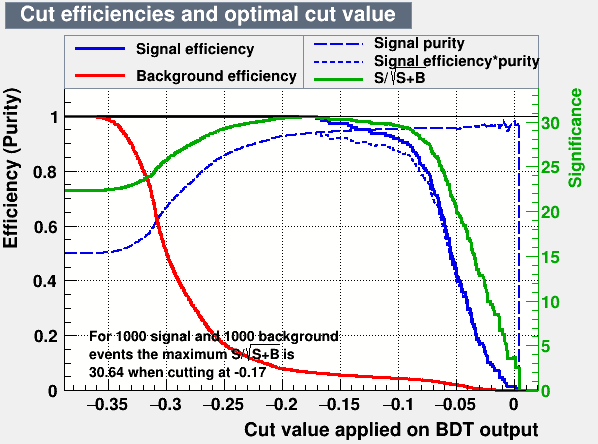 Cut efficiencies and optimal cut value
Signal efficiency
Background efficiency
Signal purity
Signal efficiency*purity
S/√S+B
Efficiency (Purity)
1
0.8
0.6
0.4
0.2
0
Significance
30
25
20
15
10
5
0
For 1000 signal and 1000 background
events the maximum S/√S+B is
30.64 when cutting at -0.17
−0.35 −0.3 −0.25 −0.2 −0.15 −0.1 −0.05 0
Cut value applied on BDT output